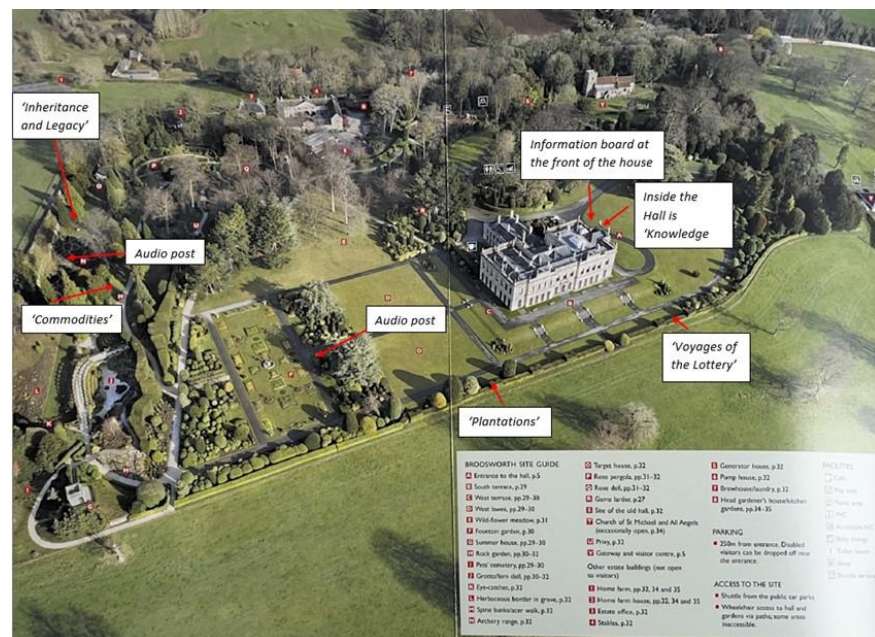 'Inheritance
and Legacy'
Audio post
'Commodities'
Audio post
'Plantations'
Information board at
the front of the house
Inside the
Hall is
'Knowledge
'Voyages of
the Lottery'
BRODSWORTH SITE GUIDE
A Entrance to the hall, p.5
South terrace, p.29
C West terrace, pp.29–30
West lawns, pp.29–30
E Wild-flower meadow, p.31
F Fountain garden, p.30
Summer house, pp.29–30
Rock garden, pp.30–32
I Pets' cemetery, pp.29–30
J Grotto/fern dell, pp.30–32
K Eye-catcher, p.32
L Herbaceous border in grove, p.32
walk, p.32
Archery range, p.32
Target house, p.32
P Rose pergola, pp.31–32
Rose dell, pp.31–32
R Game larder, p.27
S Site of the old hall, p.32
T Church of St Michael and All Angels
(occasionally open, p.34)
U Privy, p.32
V Gateway and visitor centre, p.5
Other estate buildings (not open
to visitors)
1 Home farm, pp.32, 34 and 35
Home farm house, pp.32, 34 and 35
Estate office, p.32
4 Stables, p.32
Generator house, p.32
Pump house, p.32
7 Brewhouse/laundry, p.32
Head gardener's house/kitchen
gardens, pp.34–35
PARKING
250m from entrance. Disabled
visitors can be dropped off near
the entrance.
ACCESS TO THE SITE
Shuttle from the public car parks
Wheelchair access to hall and
gardens via paths; some areas
inaccessible.
FACILITIES
Café
WC
Baby change
Shop